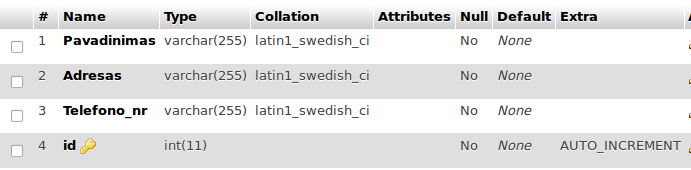 # Name Type Collation Attributes Null Default Extra
1 Pavadinimas varchar(255) latin1_swedish_ci No None
2 Adresas varchar(255) latin1_swedish_ci No None
3 Telefono_nr varchar(255) latin1_swedish_ci No None
4 id int(11) No None AUTO_INCREMENT